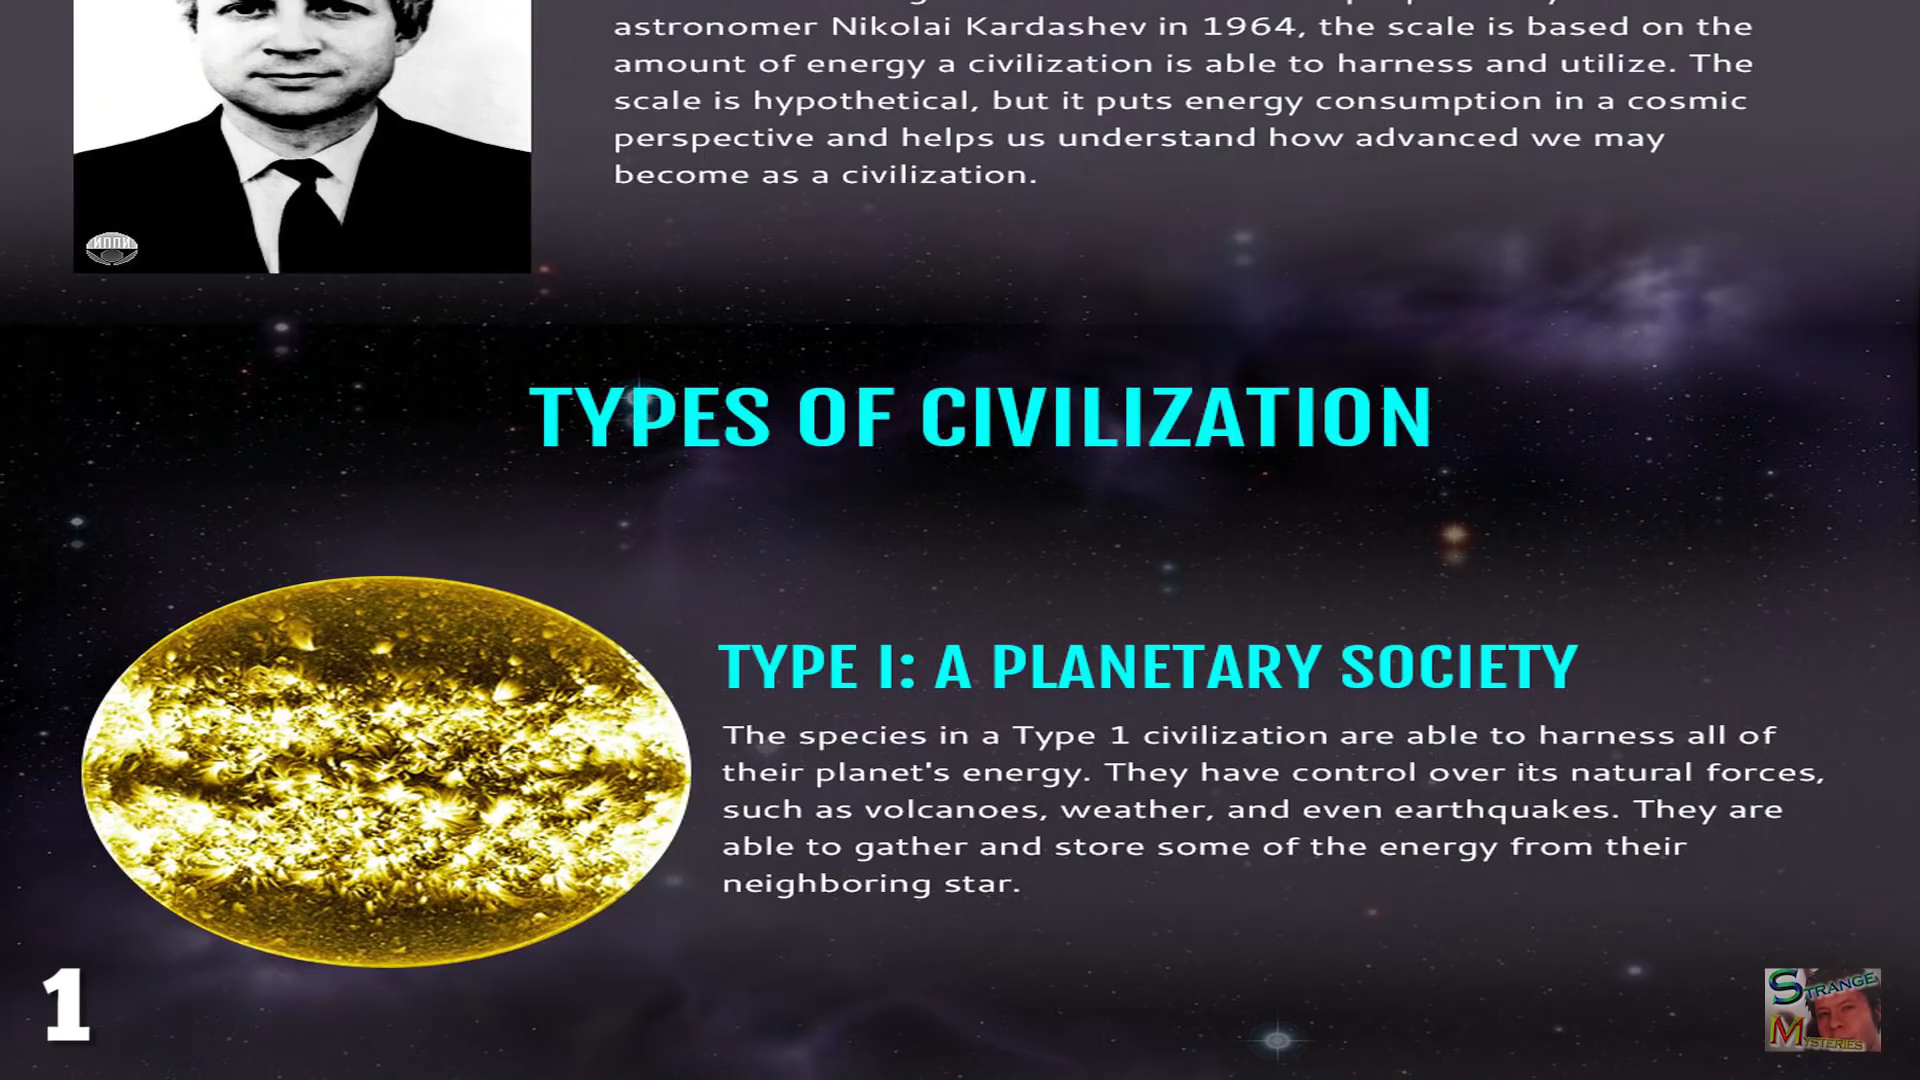 astronomer Nikolai Kardashev in 1964, the scale is based on the
amount of energy a civilization is able to harness and utilize. The
scale is hypothetical, but it puts energy consumption in a cosmic
perspective and helps us understand how advanced we may
become as a civilization.
ИППИ
TYPES OF CIVILIZATION
TYPE I: A PLANETARY SOCIETY
The species in a Type 1 civilization are able to harness all of
their planet's energy. They have control over its natural forces,
such as volcanoes, weather, and even earthquakes. They are
able to gather and store some of the energy from their
neighboring star.
1
STRANGE
MYSTERIES